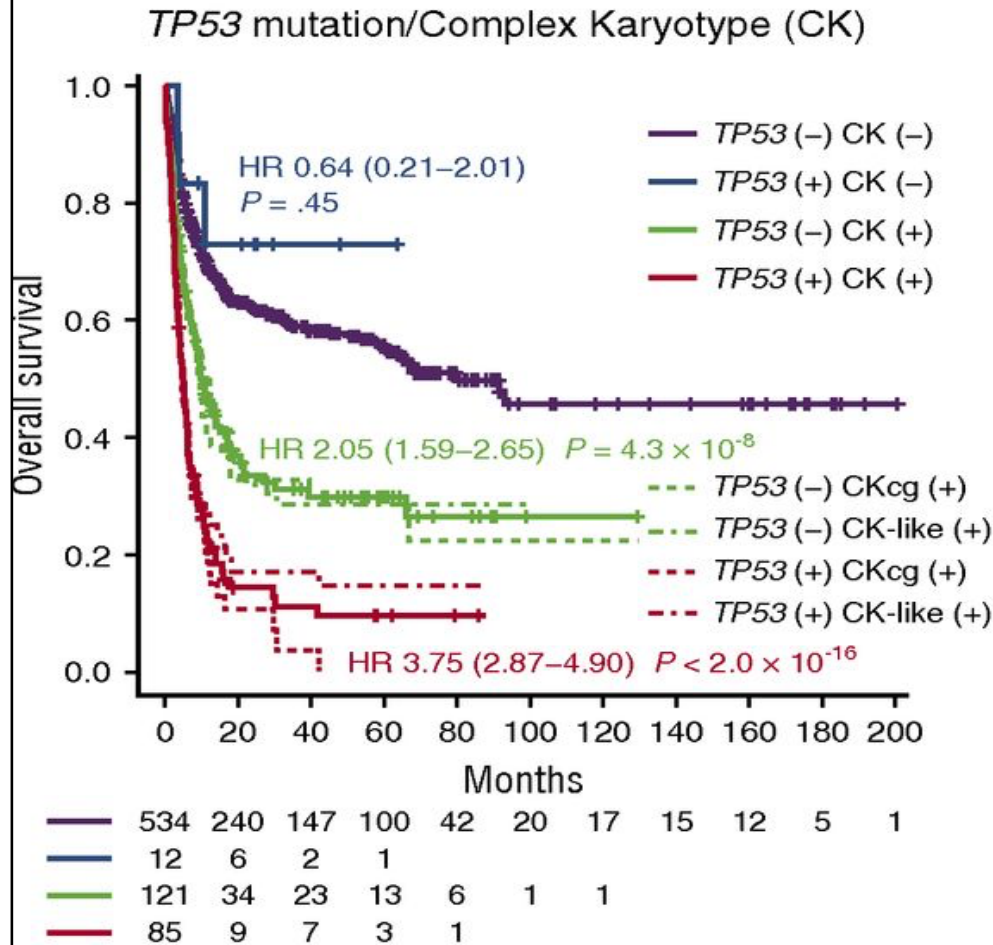 TP53 mutation/Complex Karyotype (CK)
Overall survival
1.0
0.8
0.6
0.4
0.2
0.0
HR 0.64 (0.21–2.01)
P = .45
TP53 (–) CK (–)
TP53 (+) CK (–)
TP53 (–) CK (+)
TP53 (+) CK (+)
HR 2.05 (1.59–2.65) P = 4.3 × 10⁻⁸
TP53 (–) CKcg (+)
TP53 (–) CK-like (+)
TP53 (+) CKcg (+)
TP53 (+) CK-like (+)
HR 3.75 (2.87–4.90) P < 2.0 × 10⁻¹⁶
0 20 40 60 80 100 120 140 160 180 200
Months
534 240 147 100 42 20 17 15 12 5 1
12 6 2 1
121 34 23 13 6 1 1
85 9 7 3 1